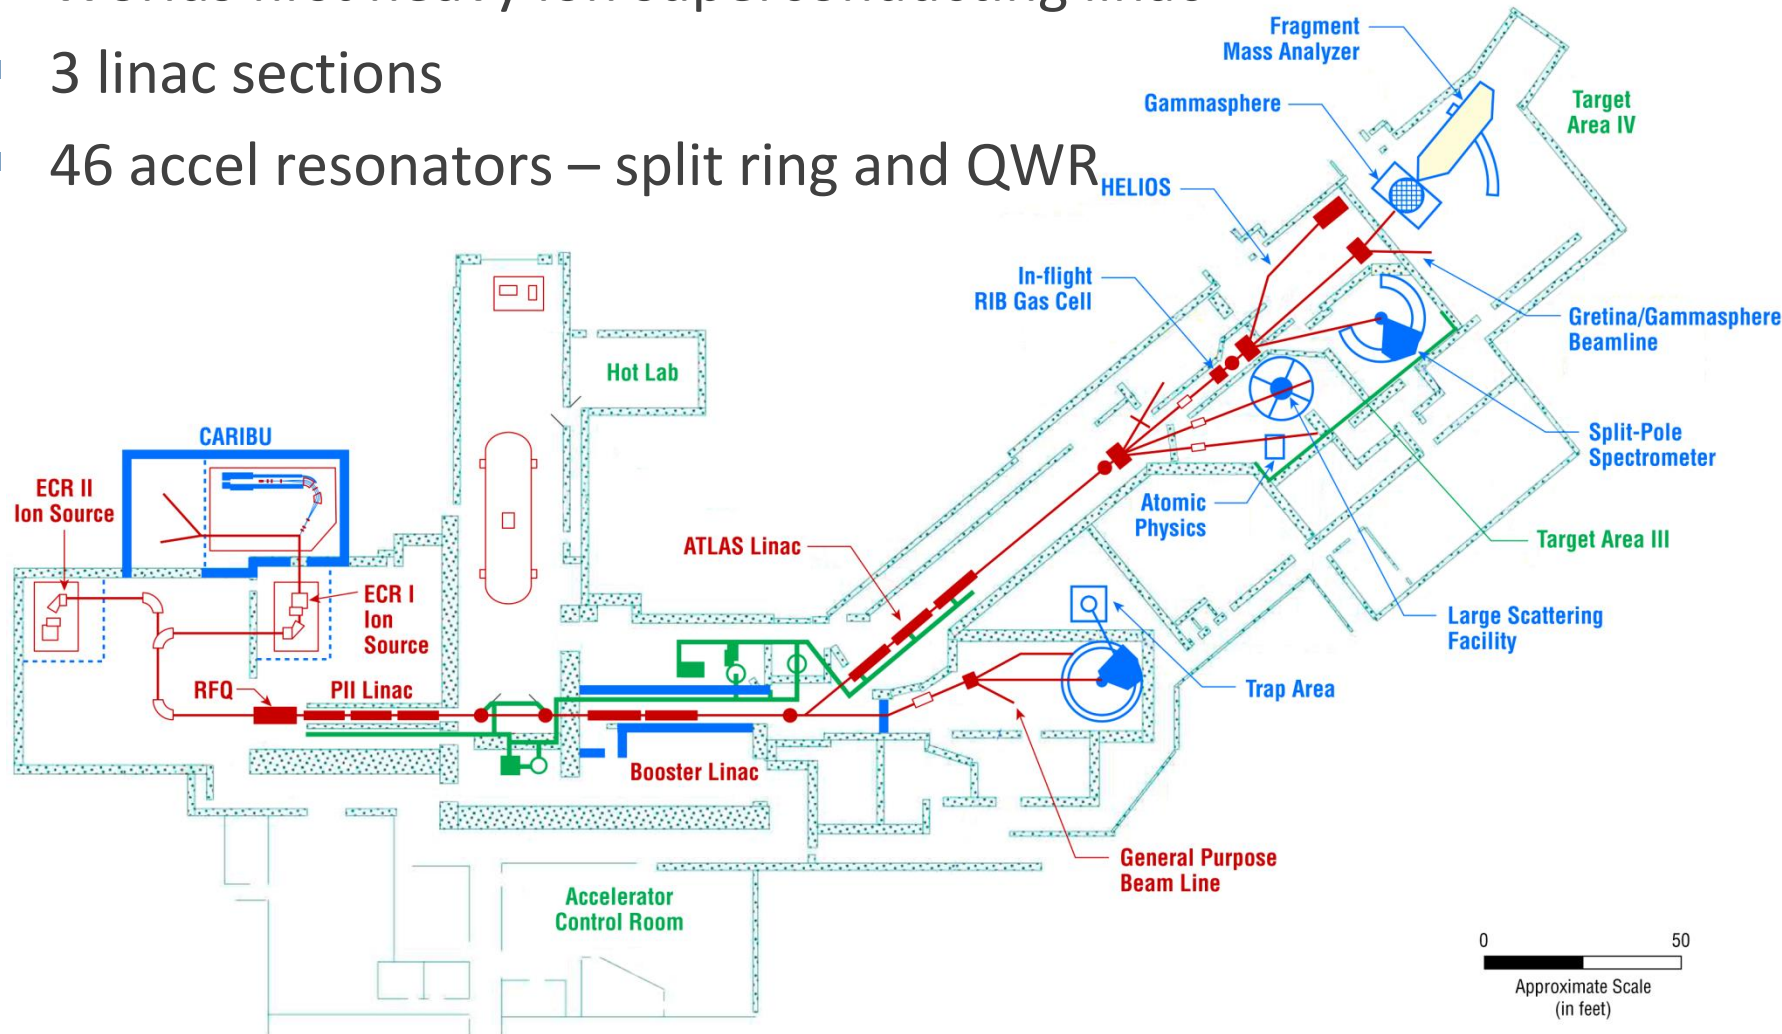 3 linac sections
46 accel resonators – split ring and QWR
Fragment
Mass Analyzer
Gammasphere
Target
Area IV
HELIOS
In-flight
RIB Gas Cell
Gretina/Gammasphere
Beamline
Hot Lab
Split-Pole
Spectrometer
CARIBU
ECR II
Ion Source
Atomic
Physics
ATLAS Linac
Target Area III
ECR I
Ion
Source
Large Scattering
Facility
RFQ
PII Linac
Trap Area
Booster Linac
General Purpose
Beam Line
Accelerator
Control Room
0 50
Approximate Scale
(in feet)